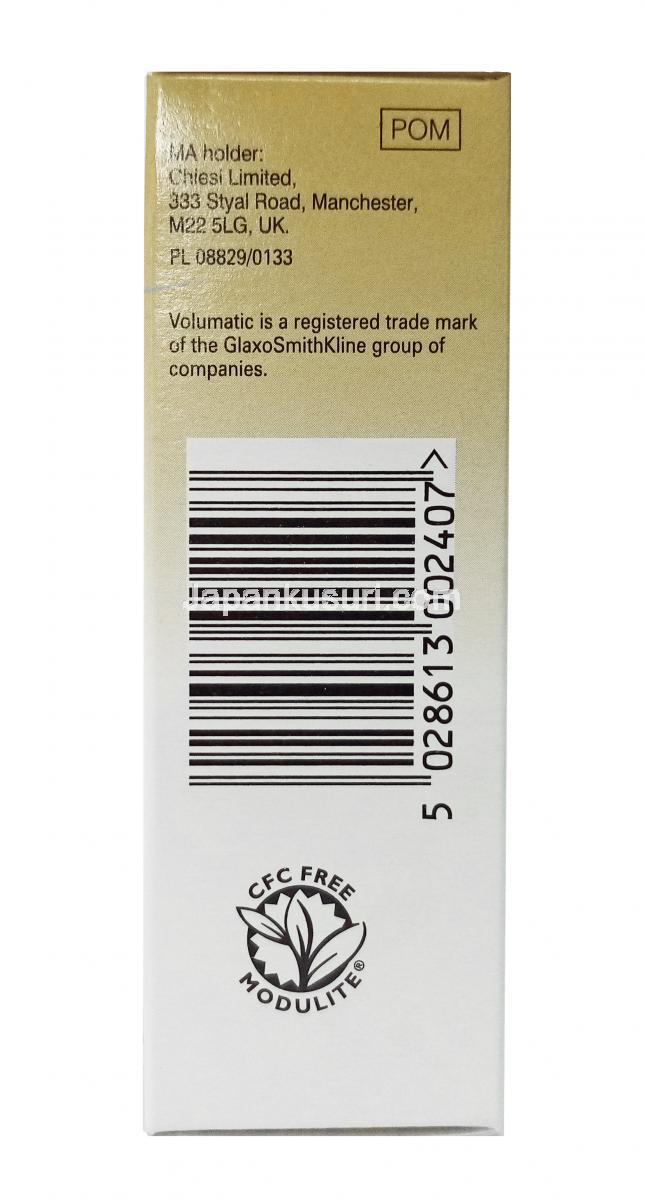 POM
MA holder:
Chiesi Limited,
333 Styal Road, Manchester,
M22 5LG, UK.
PL 08829/0133
Volumatic is a registered trade mark
of the GlaxoSmithKline group of
companies.
5 028613 002407 >
Japankusuri.com
CFC FREE
MODULITE®